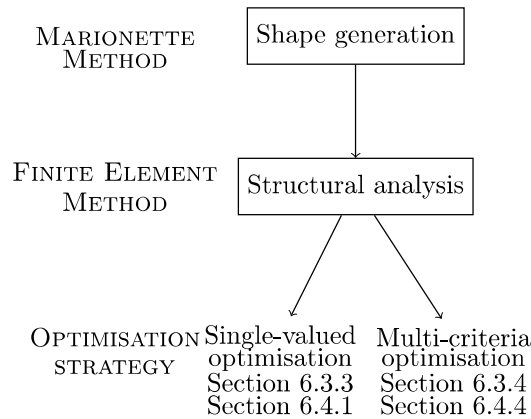 MARIONETTE
METHOD
Shape generation
FINITE ELEMENT
METHOD
Structural analysis
OPTIMISATION
STRATEGY
Single-valued
optimisation
Section 6.3.3
Section 6.4.1
Multi-criteria
optimisation
Section 6.3.4
Section 6.4.4